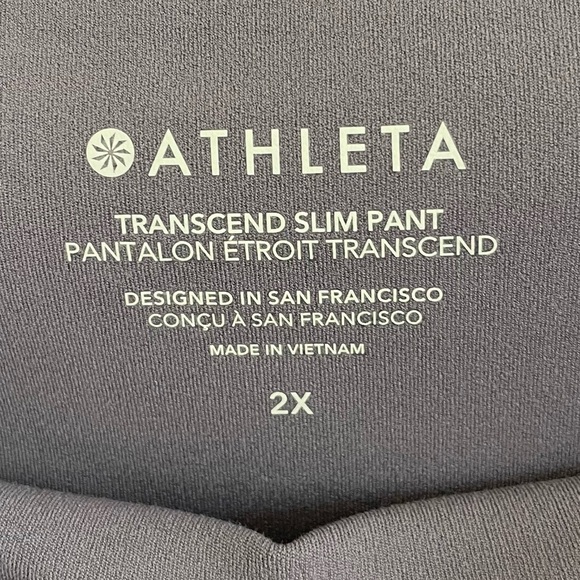 ATHLETA
TRANSCEND SLIM PANT
PANTALON ÉTROIT TRANSCEND
DESIGNED IN SAN FRANCISCO
CONÇU À SAN FRANCISCO
MADE IN VIETNAM
2X